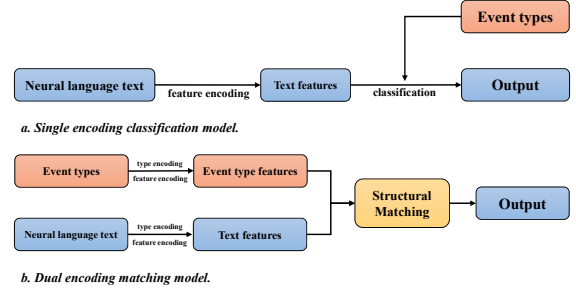 Event types
Neural language text
feature encoding
Text features
classification
Output
a. Single encoding classification model.
Event types
type encoding
feature encoding
Event type features
Neural language text
type encoding
feature encoding
Text features
Structural
Matching
Output
b. Dual encoding matching model.